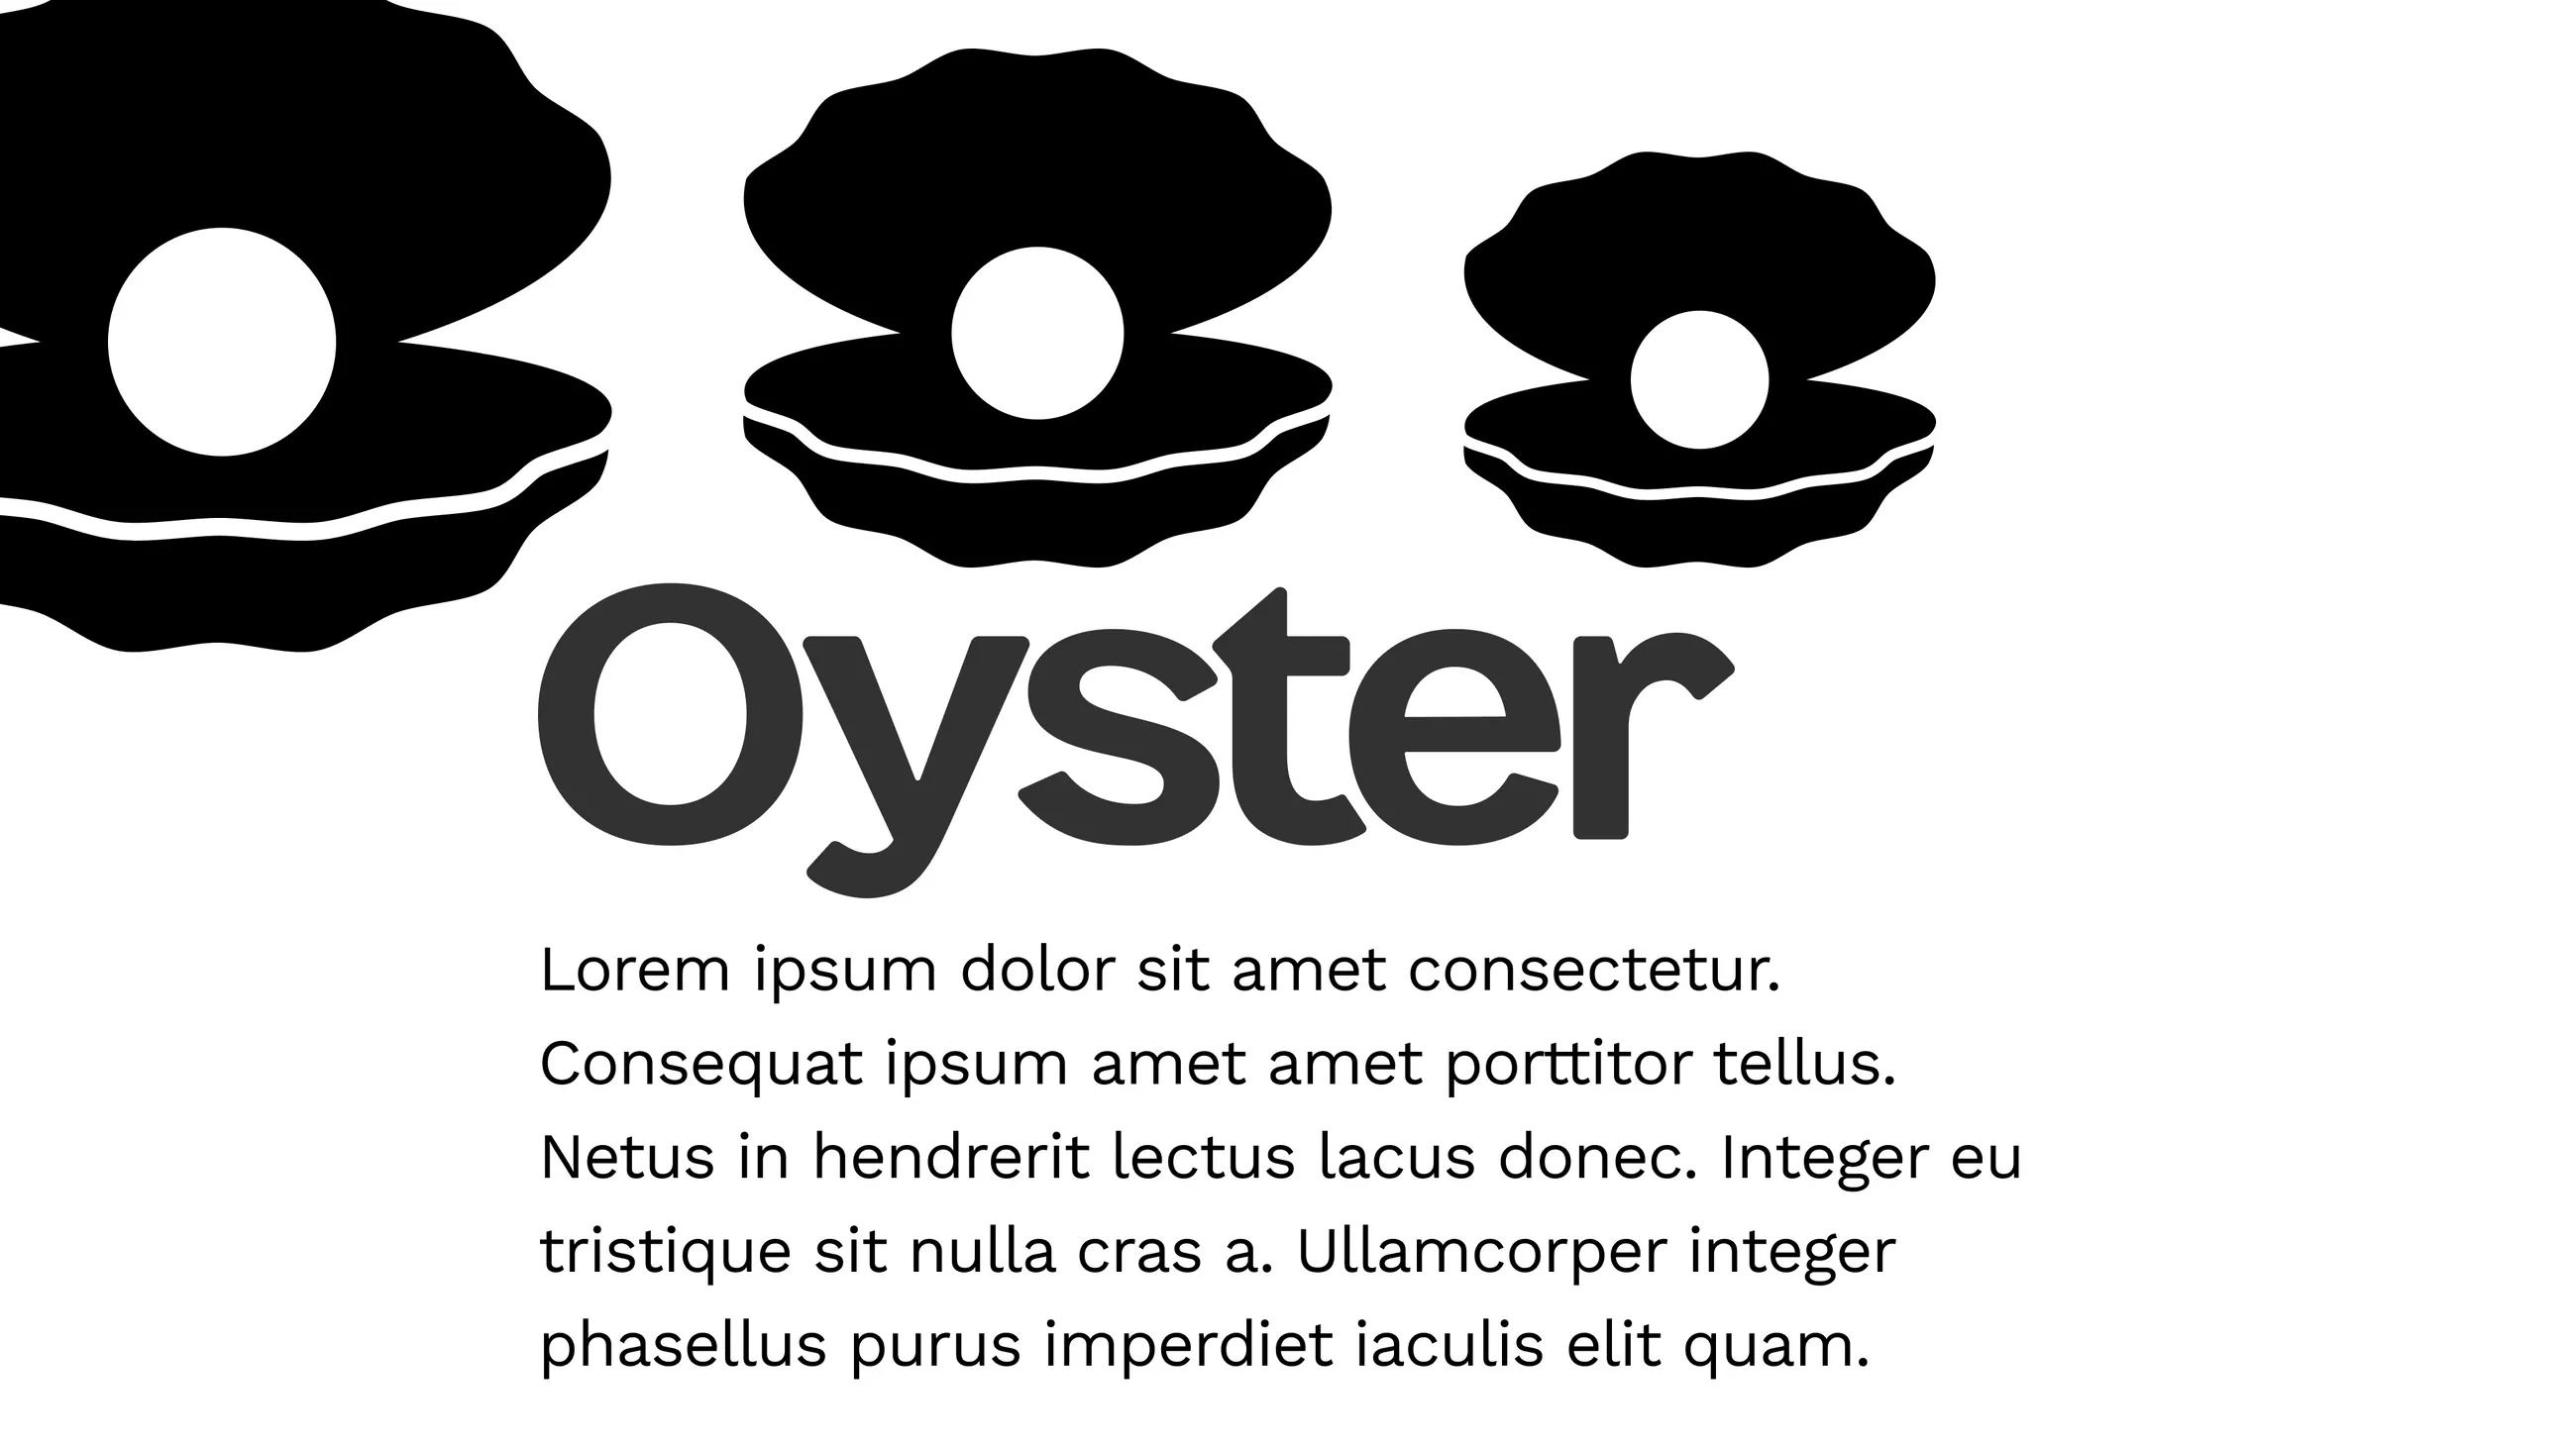 Oyster
Lorem ipsum dolor sit amet consectetur.
Consequat ipsum amet amet porttitor tellus.
Netus in hendrerit lectus lacus donec. Integer eu
tristique sit nulla cras a. Ullamcorper integer
phasellus purus imperdiet iaculis elit quam.